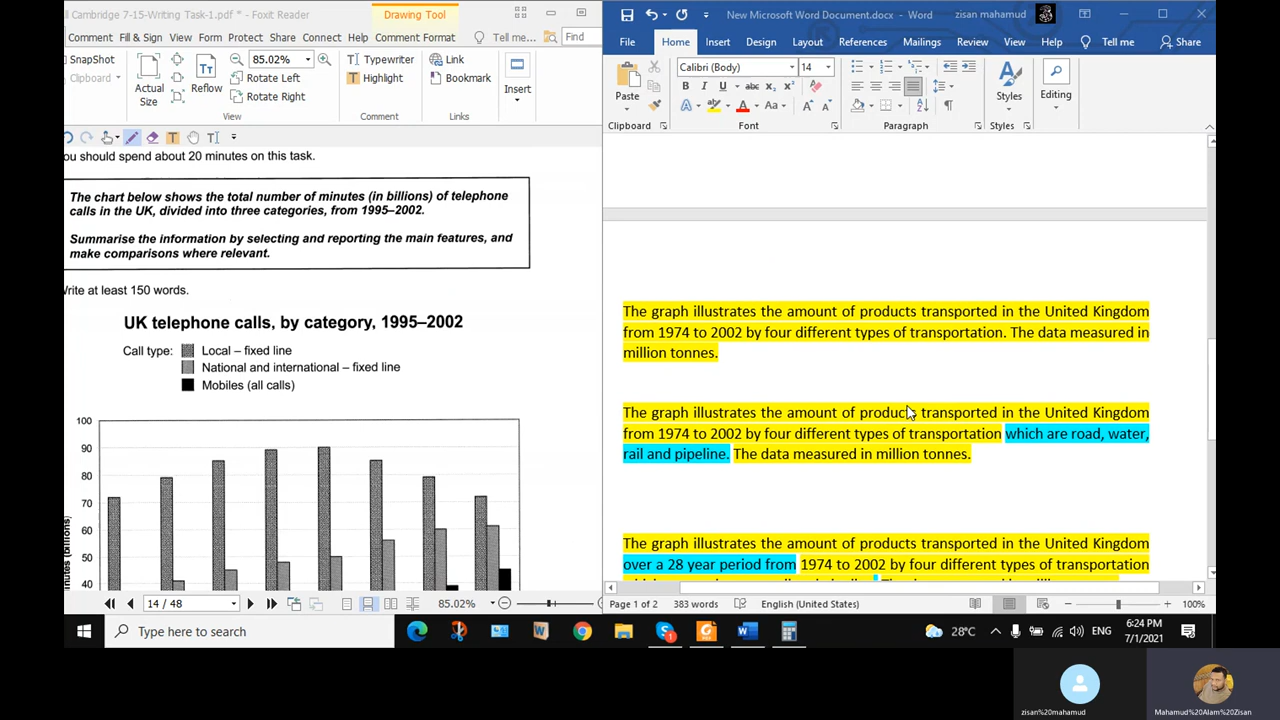 Cambridge 7-15-Writing Task-1.pdf * - Foxit Reader
Drawing Tool
Comment Fill & Sign View Form Protect Share Connect Help Comment Format Tell me... Find
SnapShot
Clipboard
Actual Size
Reflow
85.02%
Rotate Left
Rotate Right
View
Typewriter
Highlight
Comment
Link
Bookmark
Links
Insert
ou should spend about 20 minutes on this task.
The chart below shows the total number of minutes (in billions) of telephone
calls in the UK, divided into three categories, from 1995–2002.
Summarise the information by selecting and reporting the main features, and
make comparisons where relevant.
rite at least 150 words.
UK telephone calls, by category, 1995–2002
Call type:
Local – fixed line
National and international – fixed line
Mobiles (all calls)
100
90
80
70
60
50
40
nutes (billions)
14 / 48
85.02%
New Microsoft Word Document.docx - Word
zisan mahamud
File Home Insert Design Layout References Mailings Review View Help Tell me Share
Paste
Clipboard
Calibri (Body) 14
B I U abc x₂ x²
Font
Paragraph
Styles
Styles
Editing
The graph illustrates the amount of products transported in the United Kingdom
from 1974 to 2002 by four different types of transportation. The data measured in
million tonnes.
The graph illustrates the amount of products transported in the United Kingdom
from 1974 to 2002 by four different types of transportation which are road, water,
rail and pipeline. The data measured in million tonnes.
The graph illustrates the amount of products transported in the United Kingdom
over a 28 year period from 1974 to 2002 by four different types of transportation
Page 1 of 2 383 words English (United States) 100%
Type here to search
28°C
ENG
6:24 PM
7/1/2021
zisan%20mahamud
Mahamud%20Alam%20Zisan